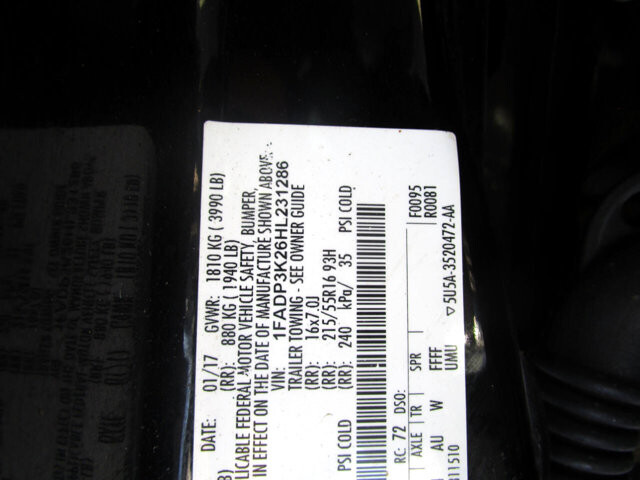 DATE: 01/17 GVWR: 1810 KG ( 3990 LB)
(RR): 880 KG ( 1940 LB)
LICABLE FEDERAL MOTOR VEHICLE SAFETY, BUMPER,
IN EFFECT ON THE DATE OF MANUFACTURE SHOWN ABOVE.
VIN: 1FADP3K26HL231286
TRAILER TOWING - SEE OWNER GUIDE
(RR): 16x7.0J
(RR): 215/55R16 93H
PSI COLD (RR): 240 kPa/ 35 PSI COLD
RC: 72 DSO: F0095
R0081
AXLE TR SPR
AU W FFFF
11510 UMU ▽5U5A-3520472-AA